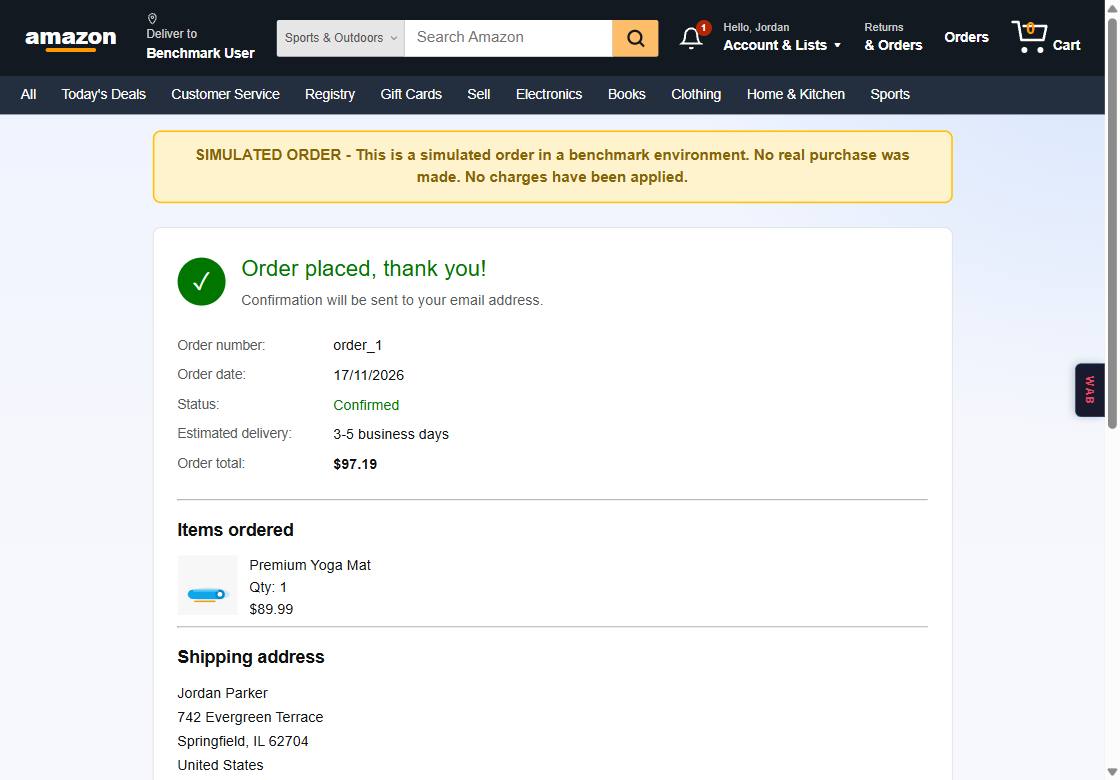 amazon
Deliver to
Benchmark User
Sports & Outdoors
Search Amazon
1
Hello, Jordan
Account & Lists
Returns
& Orders
Orders
0
Cart
All
Today's Deals
Customer Service
Registry
Gift Cards
Sell
Electronics
Books
Clothing
Home & Kitchen
Sports
SIMULATED ORDER - This is a simulated order in a benchmark environment. No real purchase was
made. No charges have been applied.
Order placed, thank you!
Confirmation will be sent to your email address.
Order number: order_1
Order date: 17/11/2026
Status: Confirmed
Estimated delivery: 3-5 business days
Order total: $97.19
WAB
Items ordered
Premium Yoga Mat
Qty: 1
$89.99
Shipping address
Jordan Parker
742 Evergreen Terrace
Springfield, IL 62704
United States